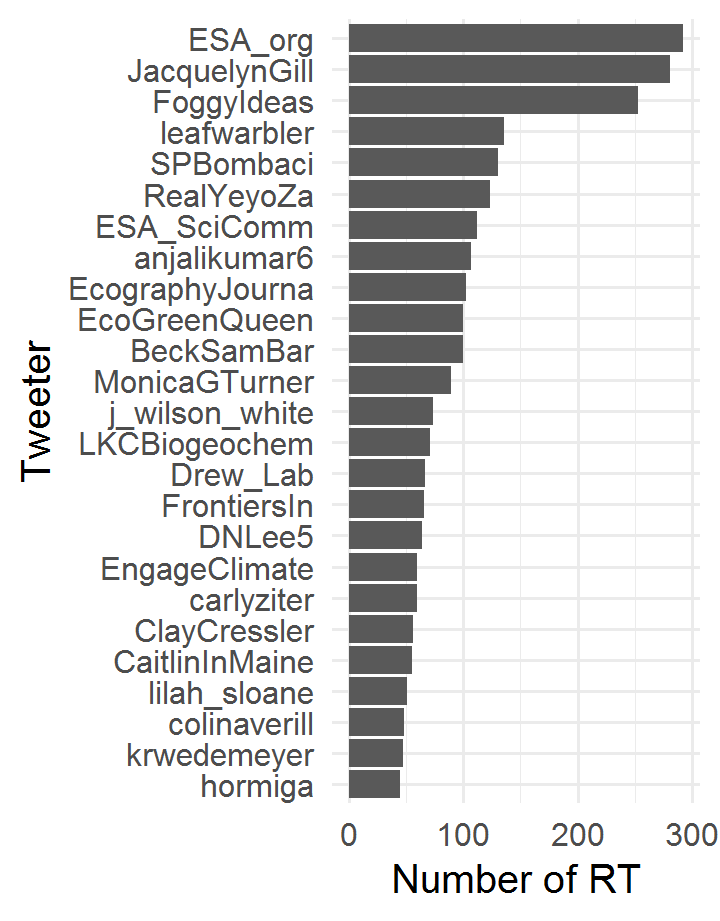 ESA_org
JacquelynGill
FoggyIdeas
leafwarbler
SPBombaci
RealYeyoZa
ESA_SciComm
anjalikumar6
EcographyJourna
EcoGreenQueen
BeckSamBar
MonicaGTurner
j_wilson_white
LKCBiogeochem
Drew_Lab
FrontiersIn
DNLee5
EngageClimate
carlyziter
ClayCressler
CaitlinInMaine
lilah_sloane
colinaverill
krwedemeyer
hormiga
Tweeter
0 100 200 300
Number of RT